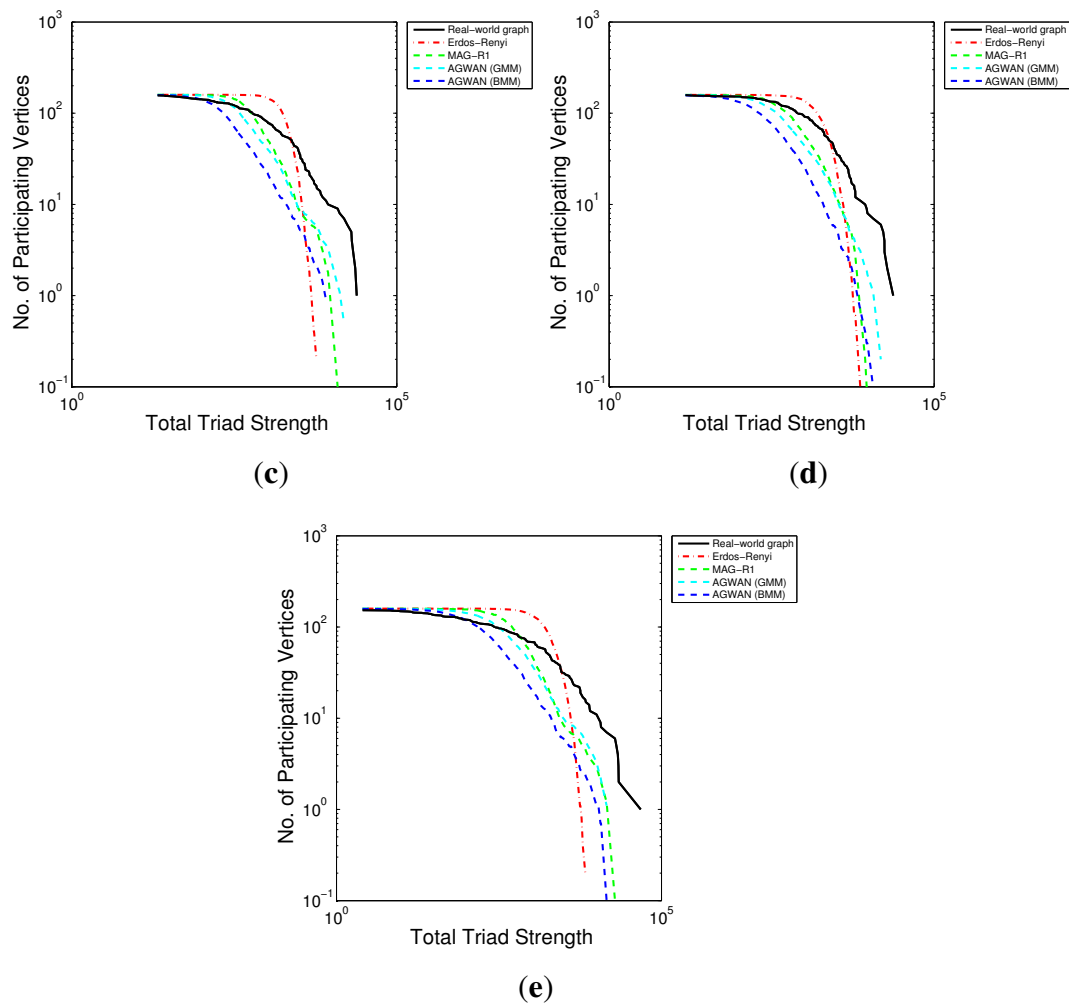 10^3
10^2
10^1
10^0
10^-1
No. of Participating Vertices
10^0
10^5
Total Triad Strength
Real-world graph
Erdos-Renyi
MAG-R1
AGWAN (GMM)
AGWAN (BMM)
(c)
10^3
10^2
10^1
10^0
10^-1
No. of Participating Vertices
10^0
10^5
Total Triad Strength
Real-world graph
Erdos-Renyi
MAG-R1
AGWAN (GMM)
AGWAN (BMM)
(d)
10^3
10^2
10^1
10^0
10^-1
No. of Participating Vertices
10^0
10^5
Total Triad Strength
Real-world graph
Erdos-Renyi
MAG-R1
AGWAN (GMM)
AGWAN (BMM)
(e)